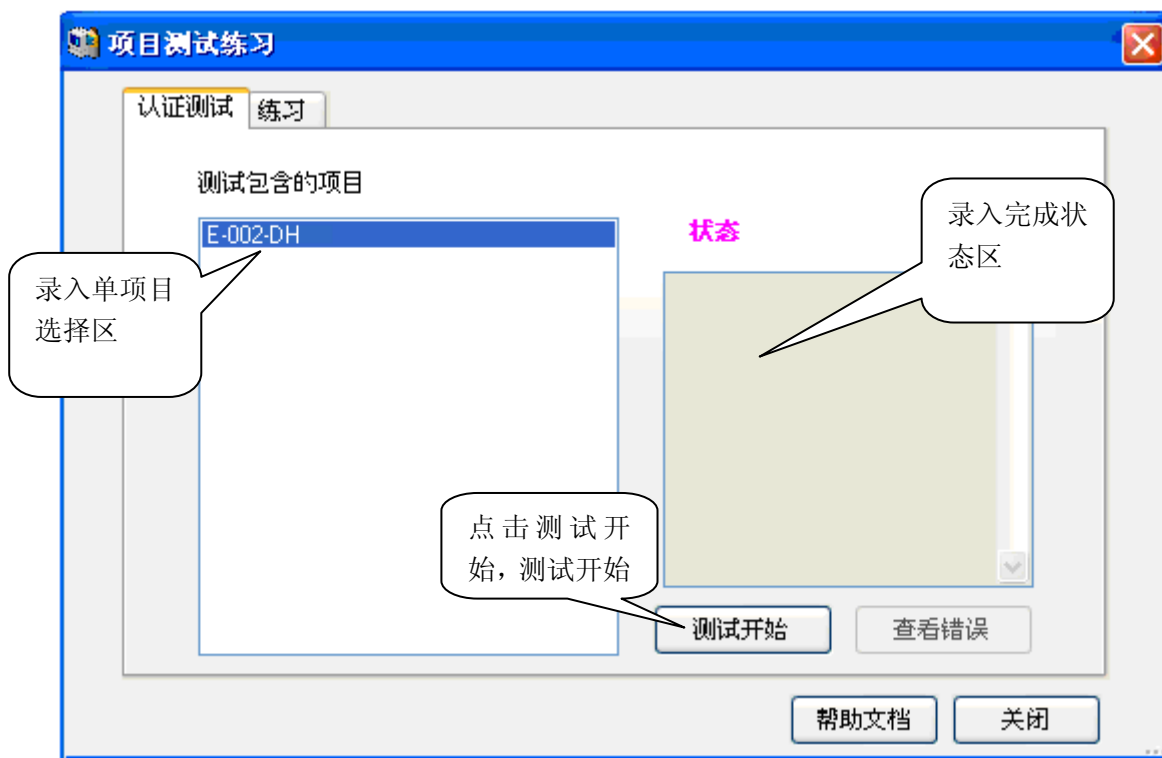 项目测试练习
认证测试
练习
测试包含的项目
E-002-DH
状态
录入完成状
态区
录入单项目
选择区
点击测试开
始，测试开始
测试开始
查看错误
帮助文档
关闭